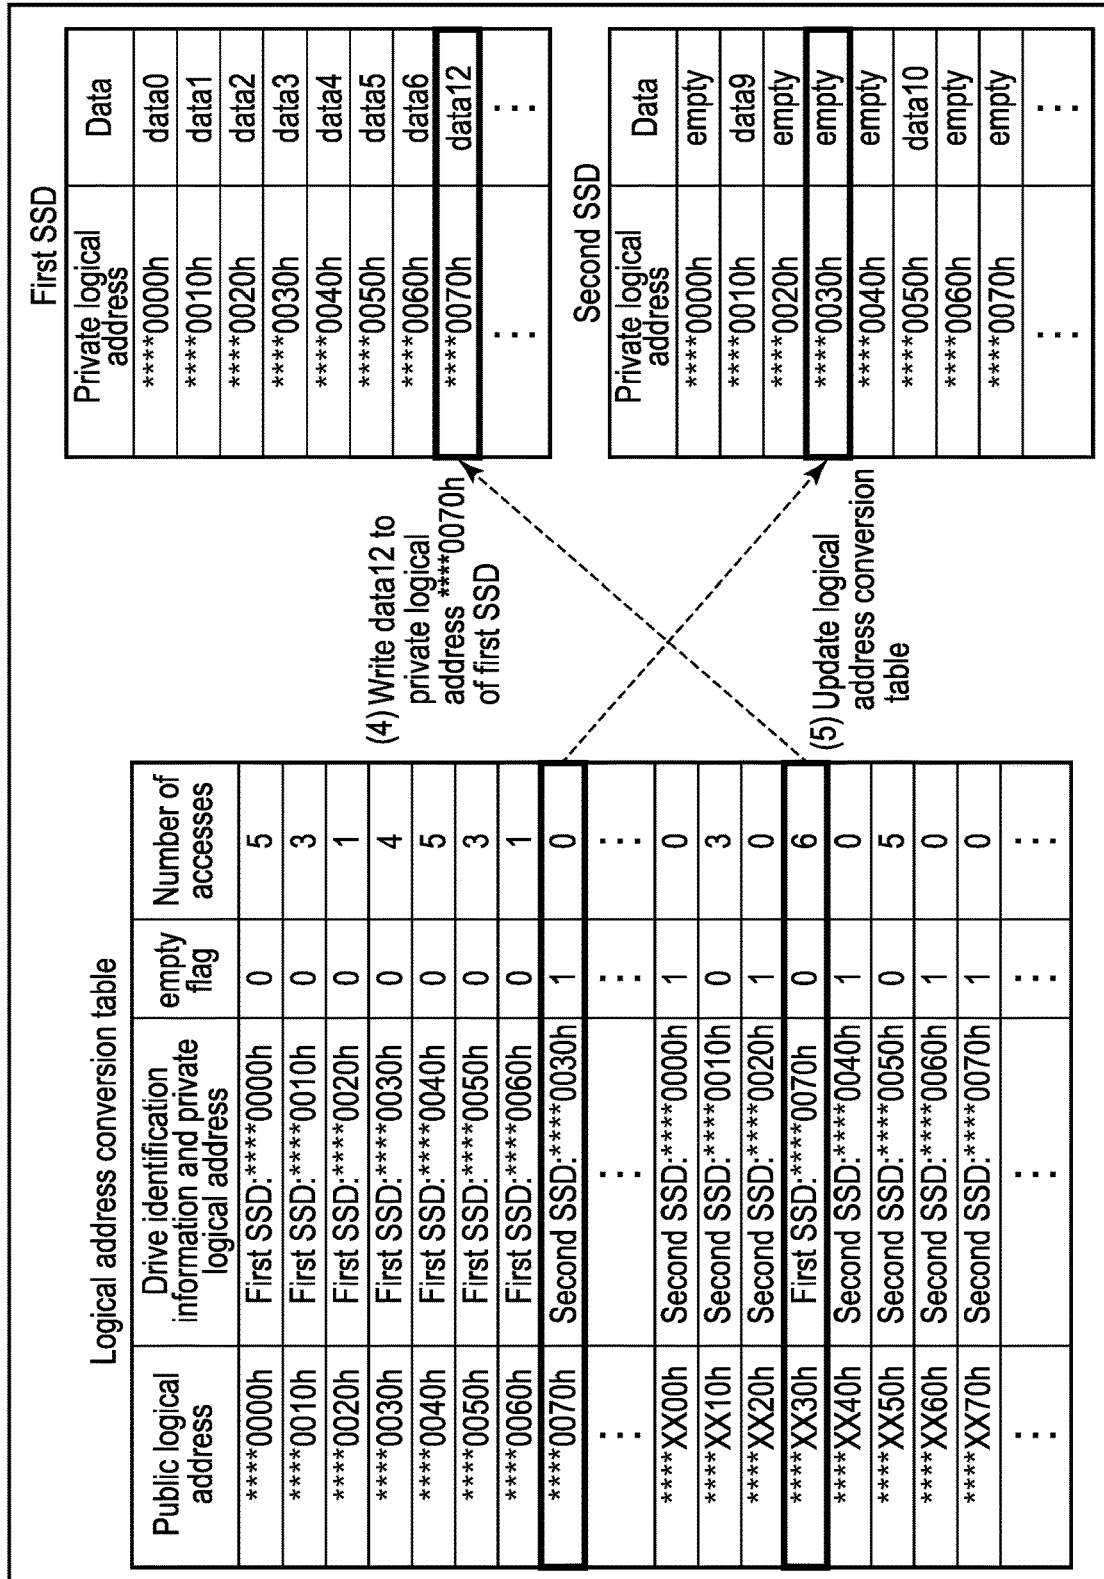 Logical address conversion table
Public logical
address
Drive identification
information and private
logical address
empty
flag
Number of
accesses
****0000h First SSD:****0000h 0 5
****0010h First SSD:****0010h 0 3
****0020h First SSD:****0020h 0 1
****0030h First SSD:****0030h 0 4
****0040h First SSD:****0040h 0 5
****0050h First SSD:****0050h 0 3
****0060h First SSD:****0060h 0 1
****0070h Second SSD:****0030h 1 0
... ... ... ...
****XX00h Second SSD:****0000h 1 0
****XX10h Second SSD:****0010h 0 3
****XX20h Second SSD:****0020h 1 0
****XX30h First SSD:****0070h 0 6
****XX40h Second SSD:****0040h 1 0
****XX50h Second SSD:****0050h 0 5
****XX60h Second SSD:****0060h 1 0
****XX70h Second SSD:****0070h 1 0
... ... ... ...
(4) Write data12 to
private logical
address ****0070h
of first SSD
(5) Update logical
address conversion
table
First SSD
Private logical
address
Data
****0000h data0
****0010h data1
****0020h data2
****0030h data3
****0040h data4
****0050h data5
****0060h data6
****0070h data12
... ...
Second SSD
Private logical
address
Data
****0000h empty
****0010h data9
****0020h empty
****0030h empty
****0040h empty
****0050h data10
****0060h empty
****0070h empty
... ...